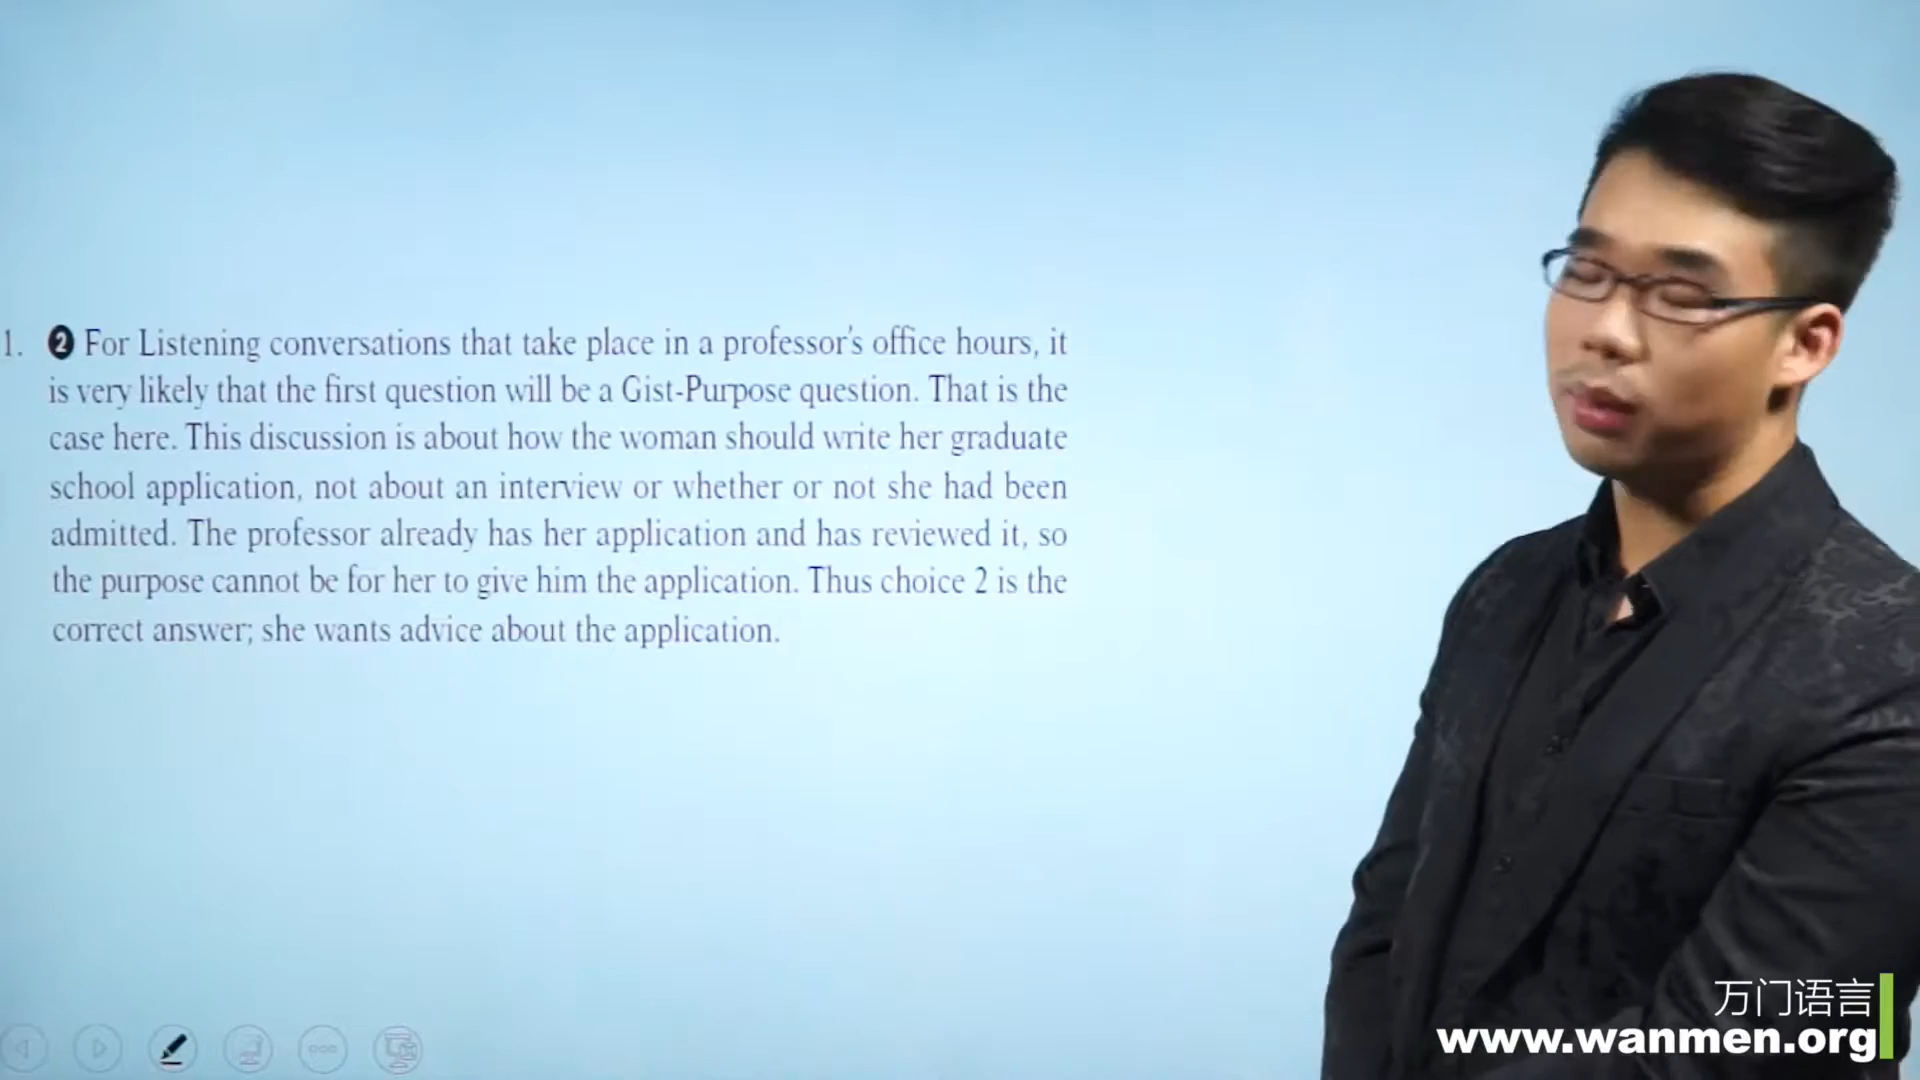 1. ❷ For Listening conversations that take place in a professor's office hours, it
is very likely that the first question will be a Gist-Purpose question. That is the
case here. This discussion is about how the woman should write her graduate
school application, not about an interview or whether or not she had been
admitted. The professor already has her application and has reviewed it, so
the purpose cannot be for her to give him the application. Thus choice 2 is the
correct answer; she wants advice about the application.
万门语言
www.wanmen.org